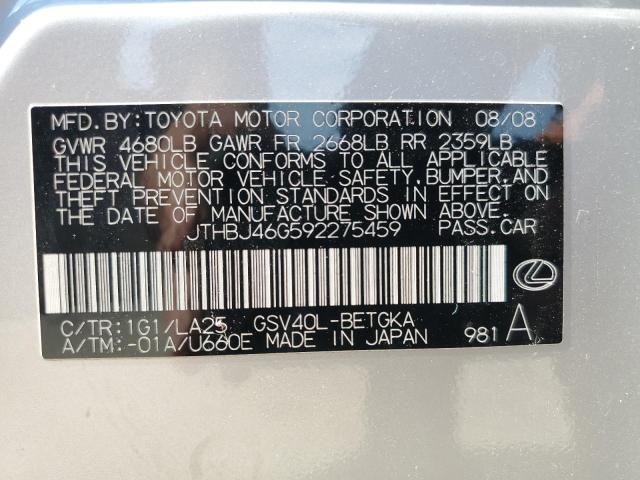 MFD.BY:TOYOTA MOTOR CORPORATION 08/08
GVWR 4680LB GAWR FR 2668LB RR 2359LB
THIS VEHICLE CONFORMS TO ALL APPLICABLE
FEDERAL MOTOR VEHICLE SAFETY,BUMPER,AND
THEFT PREVENTION STANDARDS IN EFFECT ON
THE DATE OF MANUFACTURE SHOWN ABOVE.
JTHBJ46G592275459 PASS.CAR
C/TR:1G1/LA25 GSV40L-BETGKA
A/TM:-01A/U660E MADE IN JAPAN 981 A